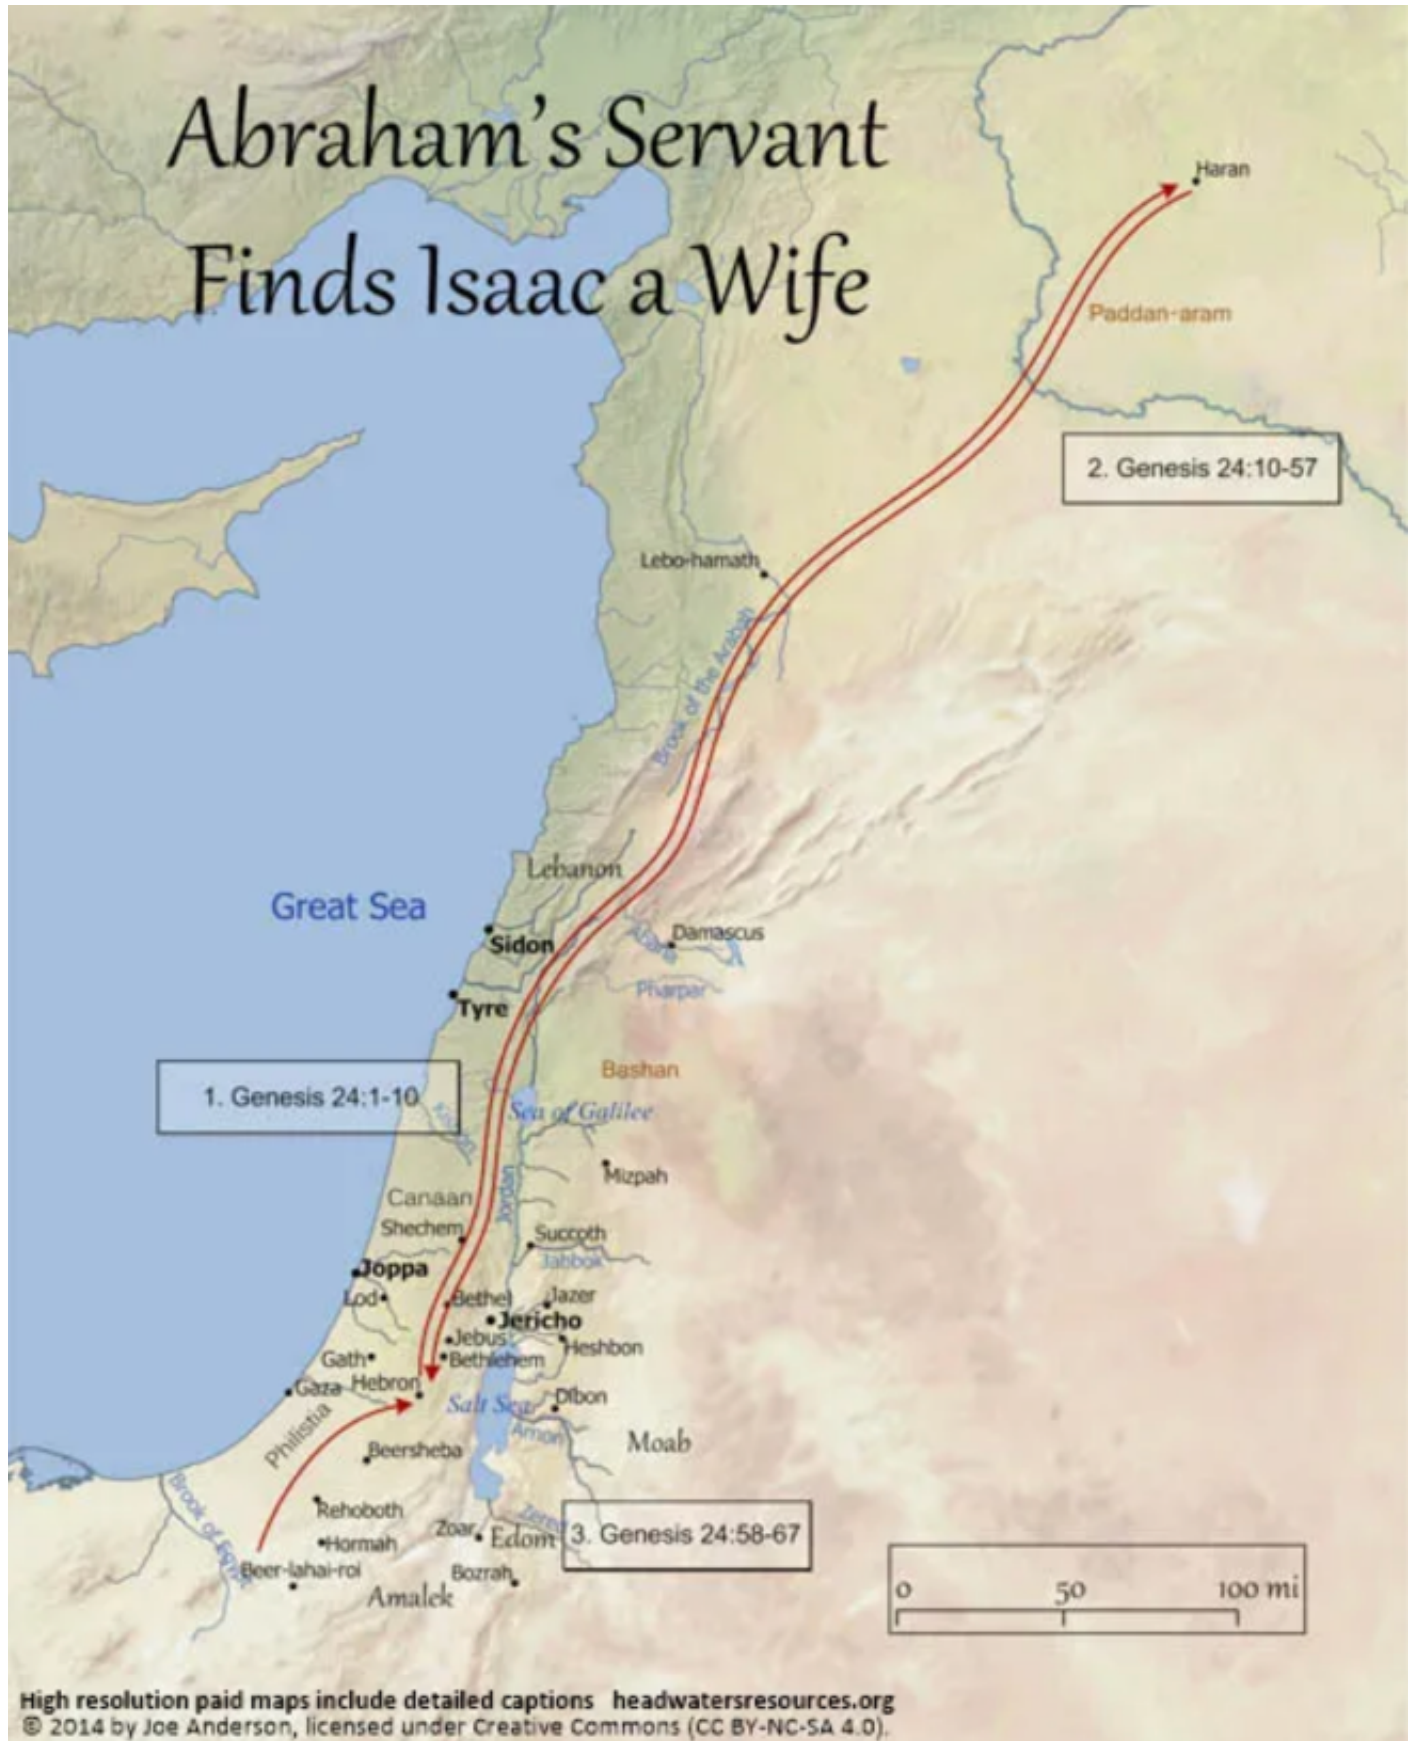 Abraham's Servant
Finds Isaac a Wife
Haran
Paddan-aram
2. Genesis 24:10-57
Lebo-hamath
Brook of the Arabah
Lebanon
Great Sea
Sidon
Damascus
Abana
Pharpar
Tyre
Bashan
1. Genesis 24:1-10
Kishon
Sea of Galilee
Mizpah
Jordan
Canaan
Shechem
Succoth
Jabbok
Joppa
Lod
Bethel
Jazer
Jericho
Jebus
Heshbon
Gath
Bethlehem
Gaza
Hebron
Salt Sea
Dibon
Philistia
Arnon
Moab
Beersheba
Brook of Egypt
Rehoboth
Zered
Zoar
Edom
3. Genesis 24:58-67
Hormah
Beer-lahai-roi
Bozrah
Amalek
0 50 100 mi
High resolution paid maps include detailed captions headwatersresources.org
© 2014 by Joe Anderson, licensed under Creative Commons (CC BY-NC-SA 4.0).